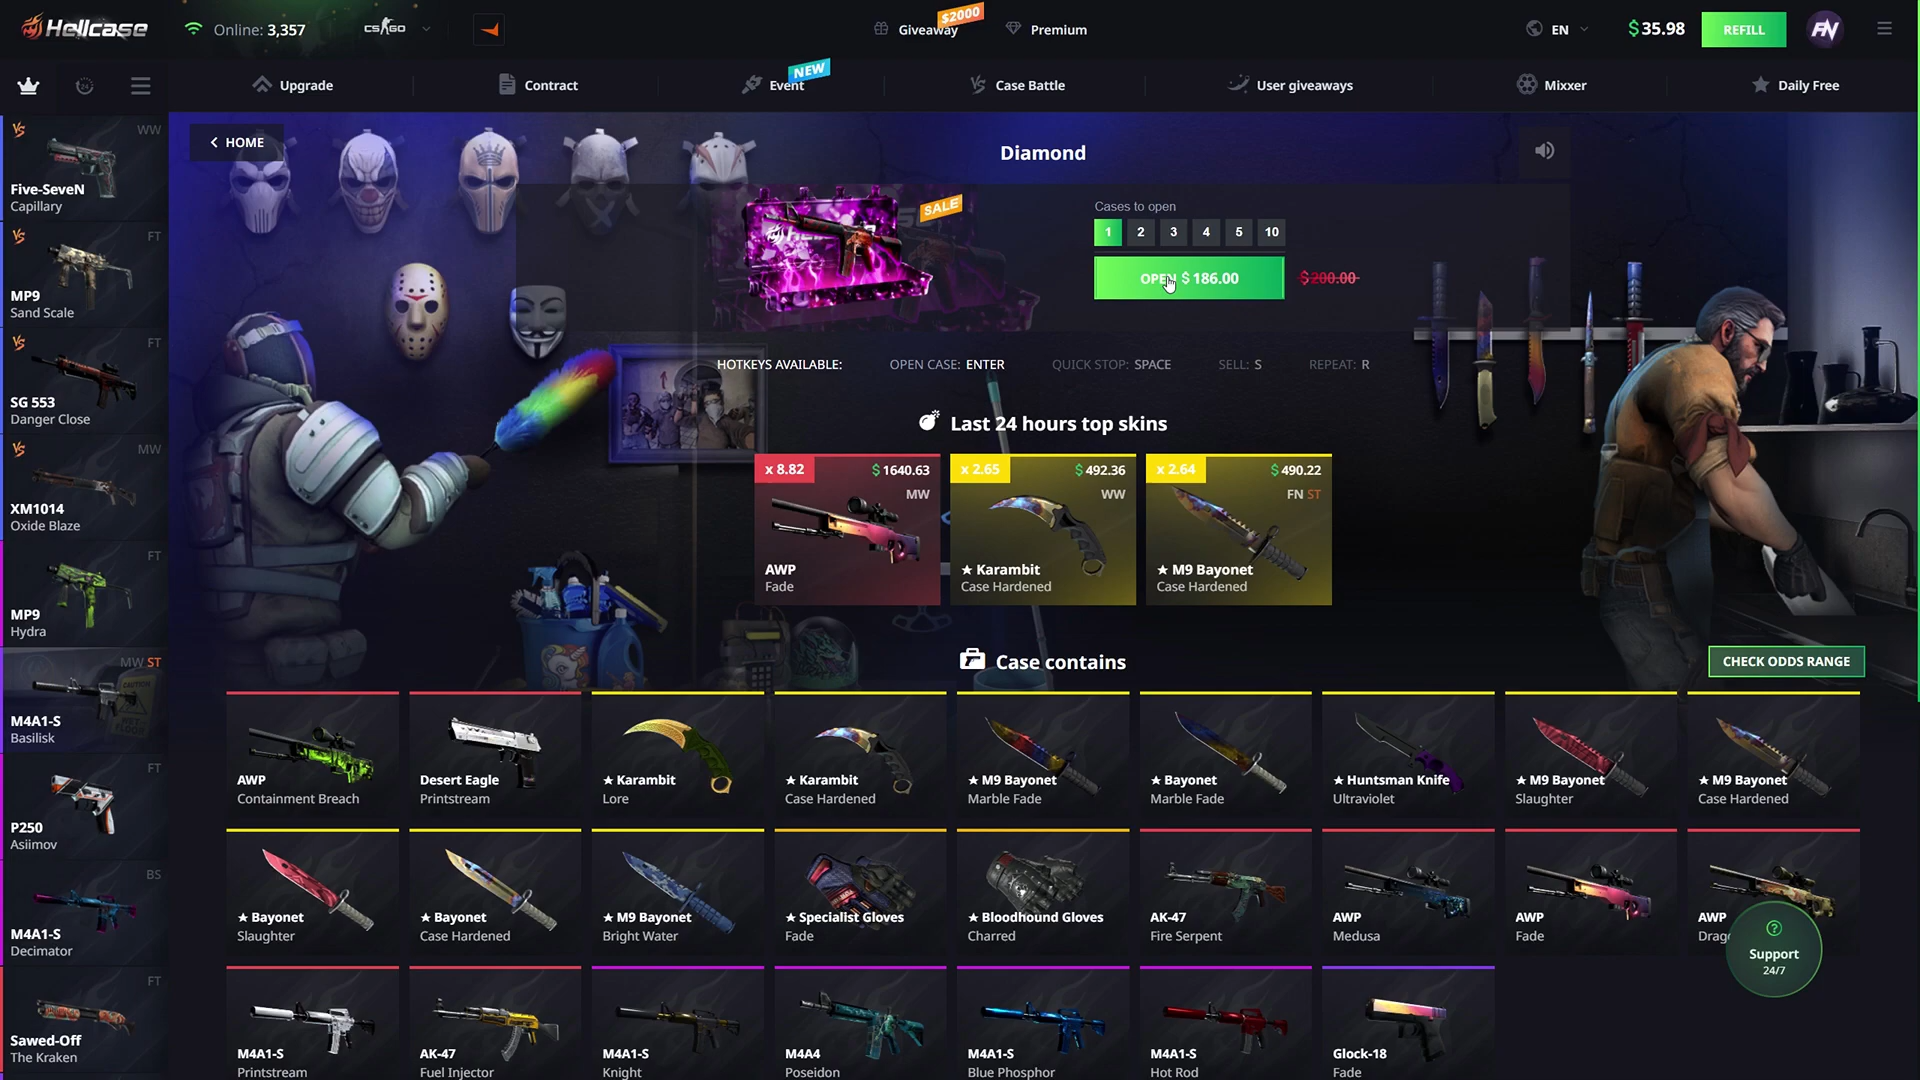 Hellcase
Online: 3,357
CS:GO
Giveaway
$2000
Premium
EN
$35.98
REFILL
FN
24
Upgrade
Contract
Event
NEW
VS Case Battle
User giveaways
Mixxer
Daily Free
VS
WW
Five-SeveN
Capillary
VS
FT
MP9
Sand Scale
VS
FT
SG 553
Danger Close
VS
MW
XM1014
Oxide Blaze
FT
MP9
Hydra
MW ST
M4A1-S
Basilisk
FT
P250
Asiimov
BS
M4A1-S
Decimator
FT
Sawed-Off
The Kraken
HOME
Diamond
SALE
Cases to open
1 2 3 4 5 10
OPEN $186.00
$200.00
HOTKEYS AVAILABLE: OPEN CASE: ENTER QUICK STOP: SPACE SELL: S REPEAT: R
Last 24 hours top skins
x 8.82 $1640.63
MW
AWP
Fade
x 2.65 $492.36
WW
★ Karambit
Case Hardened
x 2.64 $490.22
FN ST
★ M9 Bayonet
Case Hardened
Case contains
CHECK ODDS RANGE
AWP
Containment Breach
Desert Eagle
Printstream
★ Karambit
Lore
★ Karambit
Case Hardened
★ M9 Bayonet
Marble Fade
★ Bayonet
Marble Fade
★ Huntsman Knife
Ultraviolet
★ M9 Bayonet
Slaughter
★ M9 Bayonet
Case Hardened
★ Bayonet
Slaughter
★ Bayonet
Case Hardened
★ M9 Bayonet
Bright Water
★ Specialist Gloves
Fade
★ Bloodhound Gloves
Charred
AK-47
Fire Serpent
AWP
Medusa
AWP
Fade
AWP
M4A1-S
Printstream
AK-47
Fuel Injector
M4A1-S
Knight
M4A4
Poseidon
M4A1-S
Blue Phosphor
M4A1-S
Hot Rod
Glock-18
Fade
Support
24/7